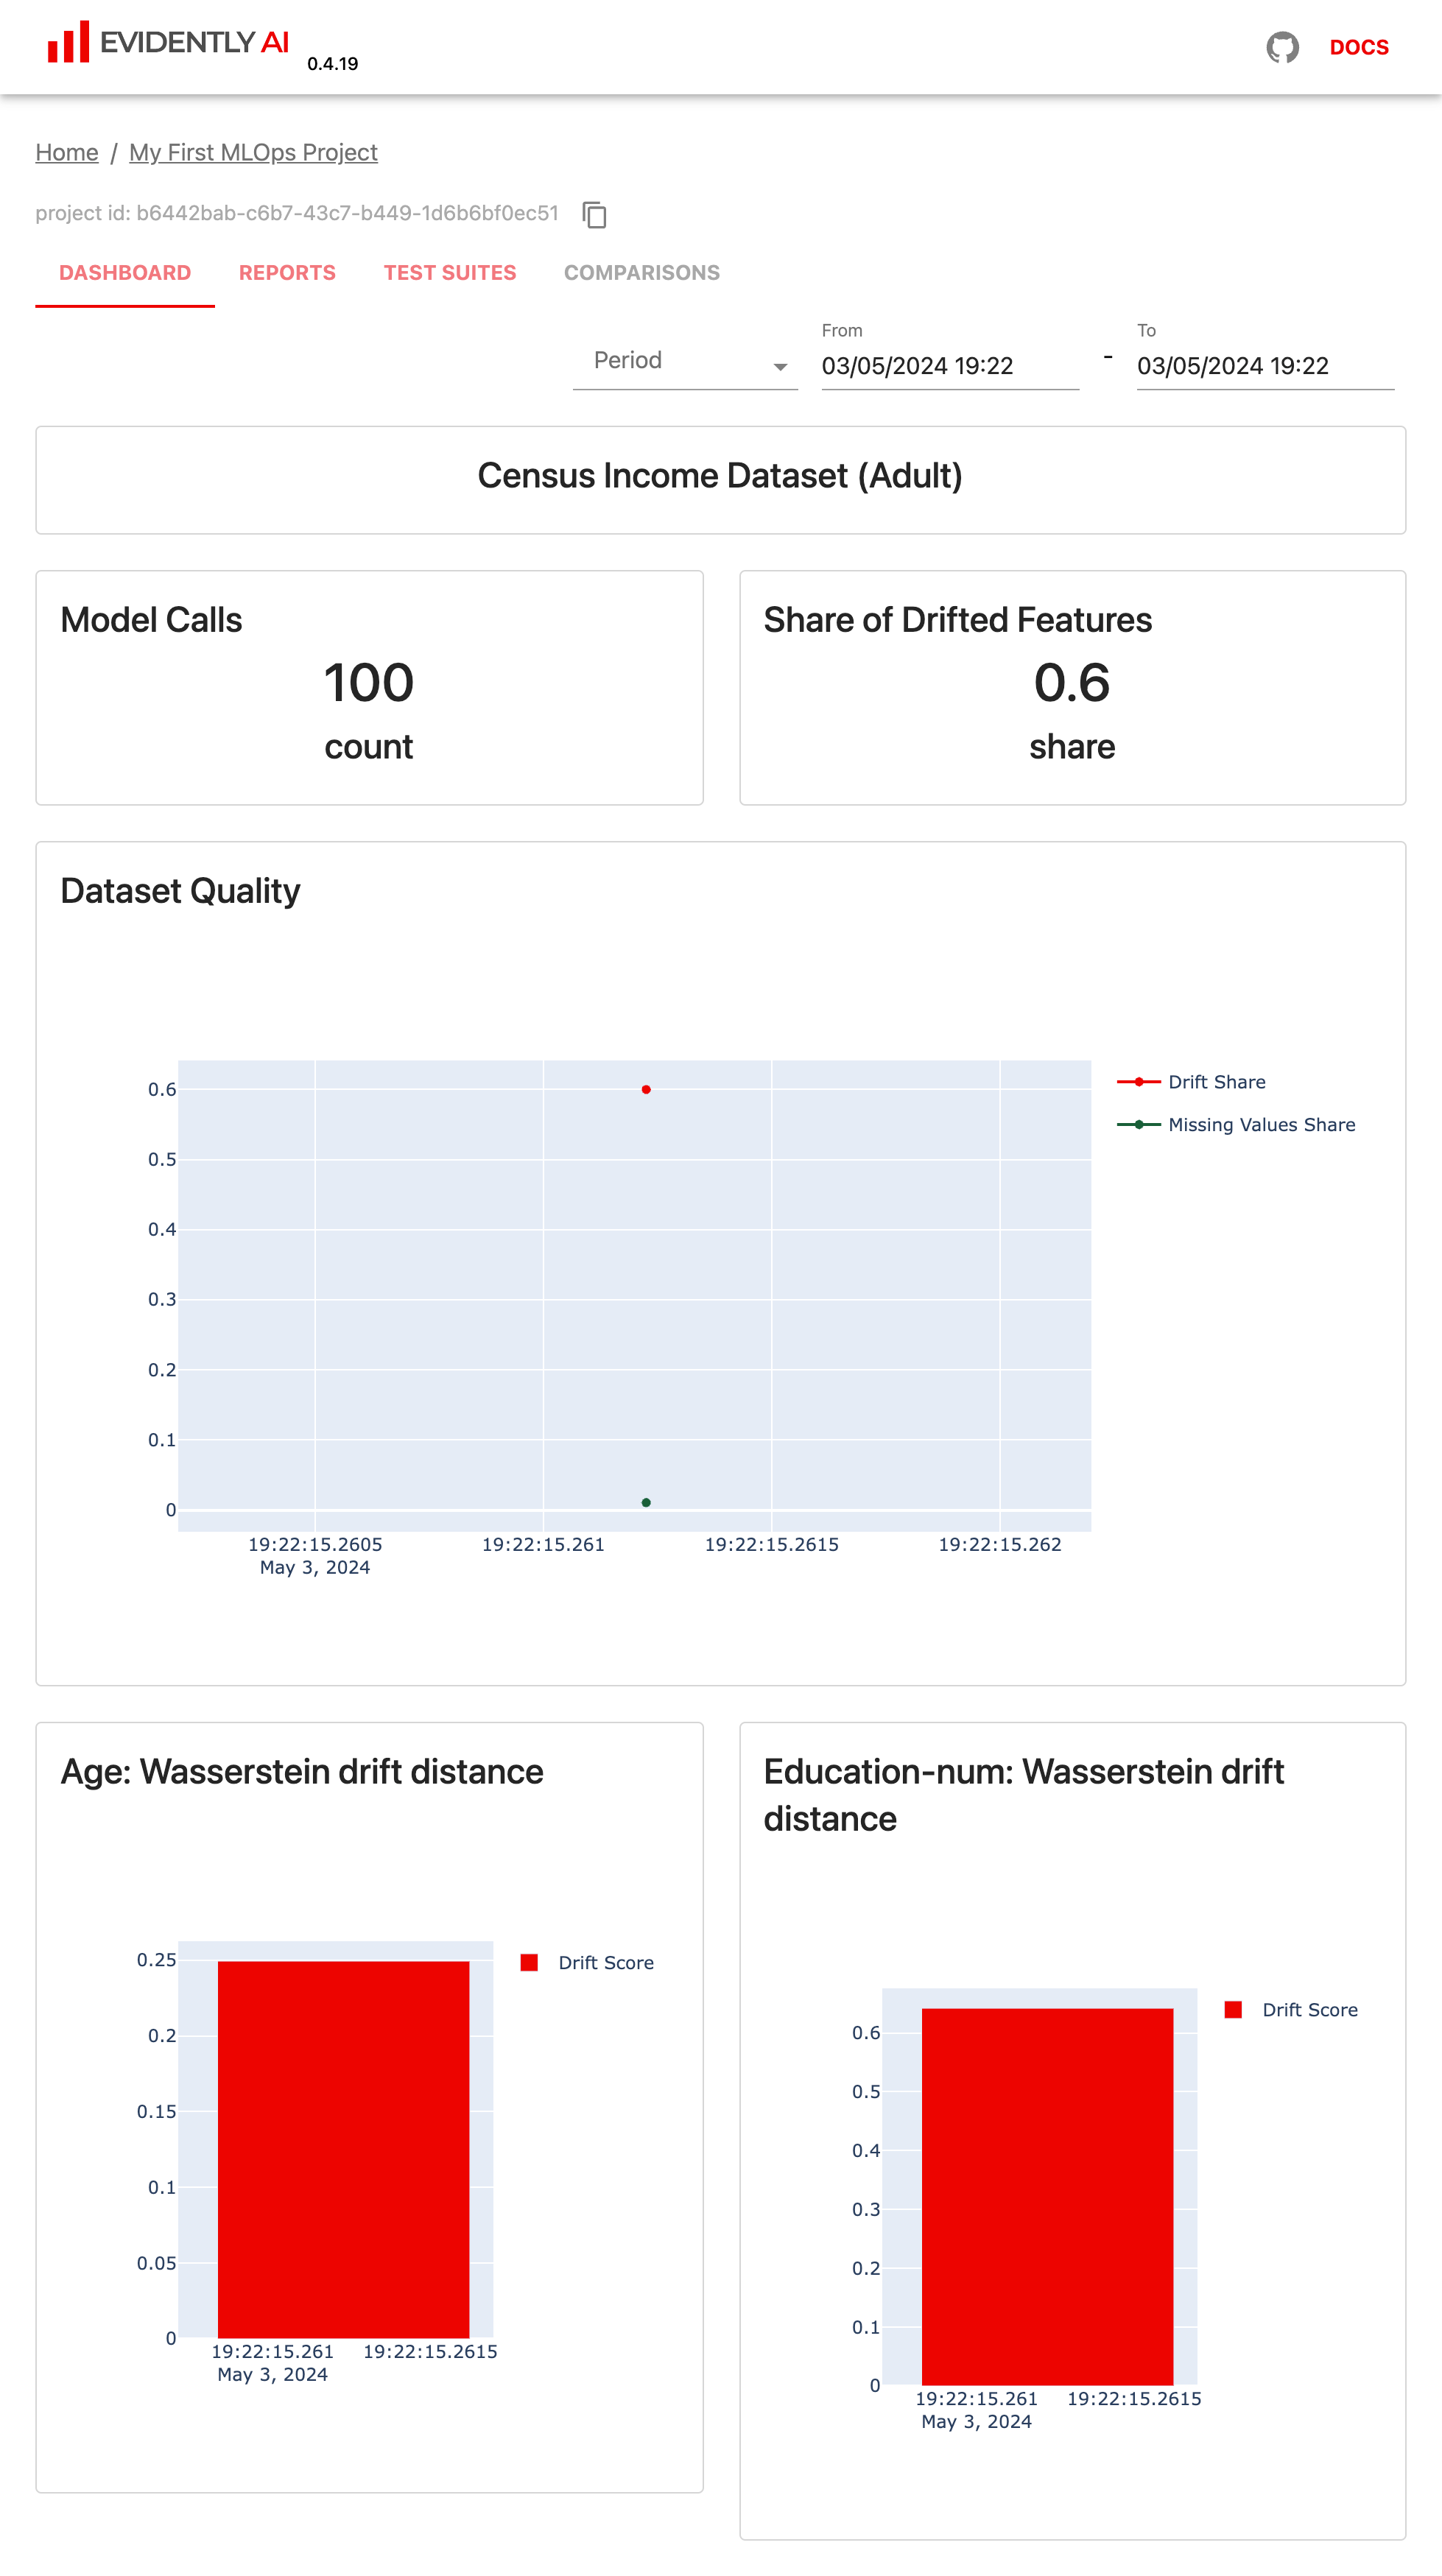 EVIDENTLY AI 0.4.19
DOCS
Home / My First MLOps Project
project id: b6442bab-c6b7-43c7-b449-1d6b6bf0ec51
DASHBOARD REPORTS TEST SUITES COMPARISONS
Period
From
03/05/2024 19:22
-
To
03/05/2024 19:22
Census Income Dataset (Adult)
Model Calls
100
count
Share of Drifted Features
0.6
share
Dataset Quality
0.6
0.5
0.4
0.3
0.2
0.1
0
19:22:15.2605 19:22:15.261 19:22:15.2615 19:22:15.262
May 3, 2024
Drift Share
Missing Values Share
Age: Wasserstein drift distance
0.25
0.2
0.15
0.1
0.05
0
19:22:15.261 19:22:15.2615
May 3, 2024
Drift Score
Education-num: Wasserstein drift
distance
0.6
0.5
0.4
0.3
0.2
0.1
0
19:22:15.261 19:22:15.2615
May 3, 2024
Drift Score